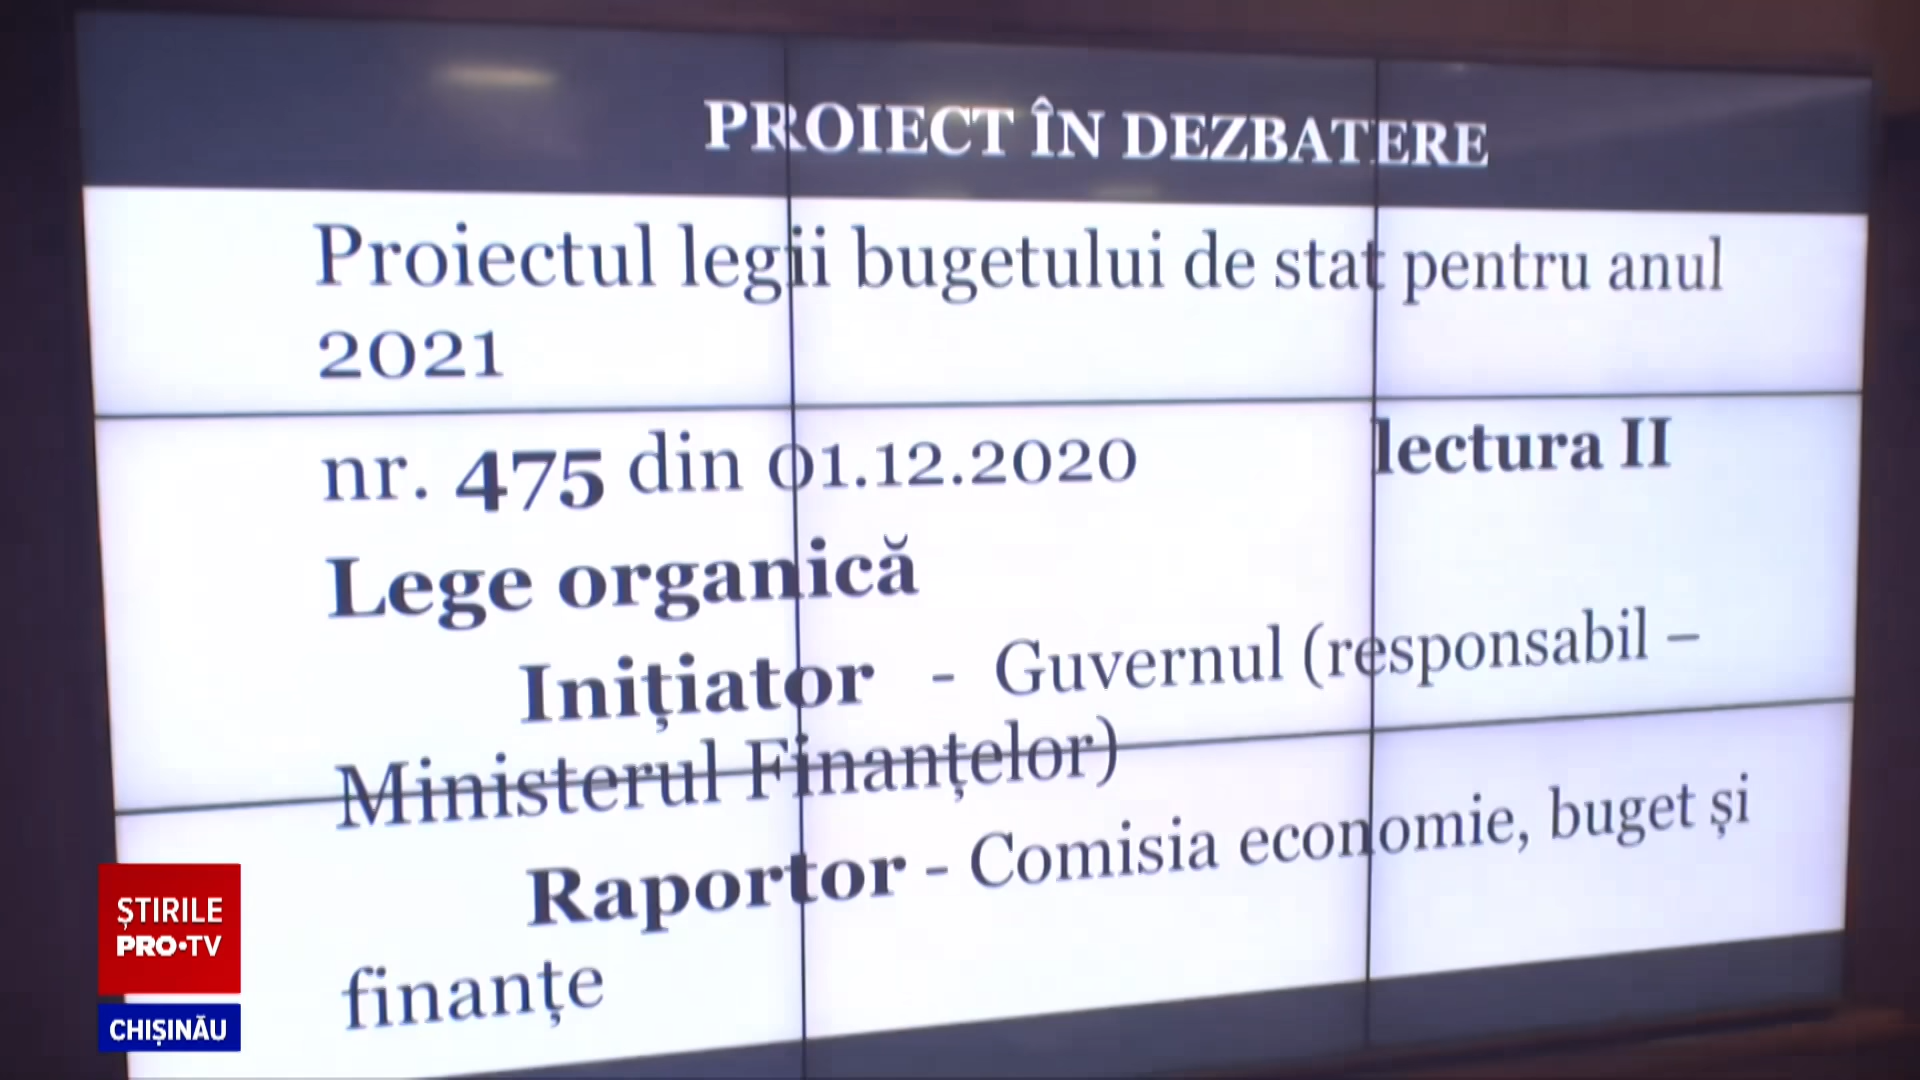 PROIECT ÎN DEZBATERE
Proiectul legii bugetului de stat pentru anul
2021
nr. 475 din 01.12.2020 lectura II
Lege organică
Inițiator - Guvernul (responsabil –
Ministerul Finanțelor)
Raportor - Comisia economie, buget și
finanțe
ȘTIRILE
PRO•TV
CHIȘINĂU